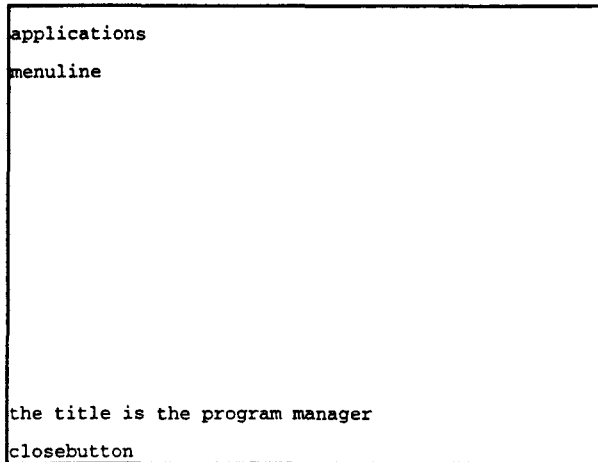 applications
menuline
the title is the program manager
closebutton